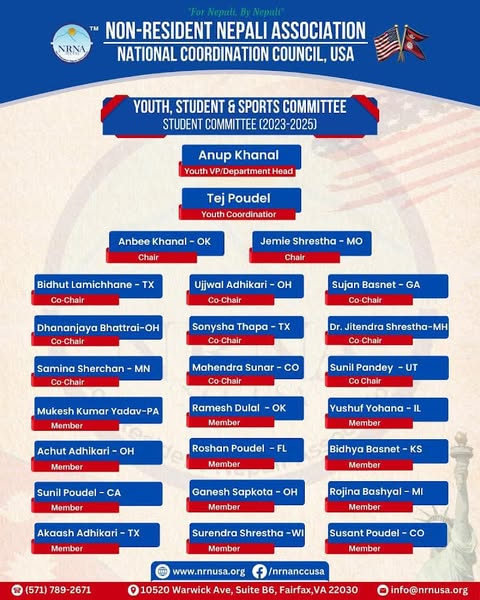 "For Nepali, By Nepali"
NRNA
TM
NON-RESIDENT NEPALI ASSOCIATION
NATIONAL COORDINATION COUNCIL, USA
YOUTH, STUDENT & SPORTS COMMITTEE
STUDENT COMMITTEE (2023-2025)
Anup Khanal
Youth VP/Department Head
Tej Poudel
Youth Coordinatior
Anbee Khanal - OK
Chair
Jemie Shrestha - MO
Chair
Bidhut Lamichhane - TX
Co-Chair
Ujjwal Adhikari - OH
Co-Chair
Sujan Basnet - GA
Co-Chair
Dhananjaya Bhattrai-OH
Co-Chair
Sonysha Thapa - TX
Co-Chair
Dr. Jitendra Shrestha-MH
Co-Chair
Samina Sherchan - MN
Co-Chair
Mahendra Sunar - CO
Co-Chair
Sunil Pandey - UT
Co Chair
Mukesh Kumar Yadav-PA
Member
Ramesh Dulal - OK
Member
Yushuf Yohana - IL
Member
Achut Adhikari - OH
Member
Roshan Poudel - FL
Member
Bidhya Basnet - KS
Member
Sunil Poudel - CA
Member
Ganesh Sapkota - OH
Member
Rojina Bashyal - MI
Member
Akaash Adhikari - TX
Member
Surendra Shrestha -WI
Member
Susant Poudel - CO
Member
www.nrnusa.org
/nrnanccusa
(571) 789-2671
10520 Warwick Ave, Suite B6, Fairfax,VA 22030
info@nrnusa.org